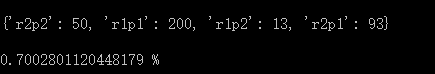 {'r2p2': 50, 'r1p1': 200, 'r1p2': 13, 'r2p1': 93}
0.7002801120448179 %